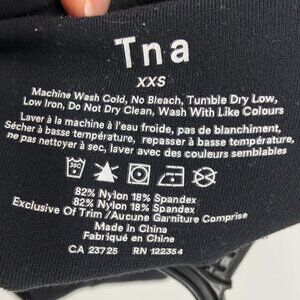 Tna
XXS
Machine Wash Cold, No Bleach, Tumble Dry Low,
Low Iron, Do Not Dry Clean, Wash With Like Colours
Laver à la machine à l'eau froide, pas de blanchiment,
Sécher à basse température, repasser à basse température,
ne pas nettoyer à sec, laver avec des couleurs semblables
30C
82% Nylon 18% Spandex
82% Nylon 18% Spandex
Exclusive Of Trim /Aucune Garniture Comprise
Made in China
Fabriqué en Chine
CA 23725 RN 122354